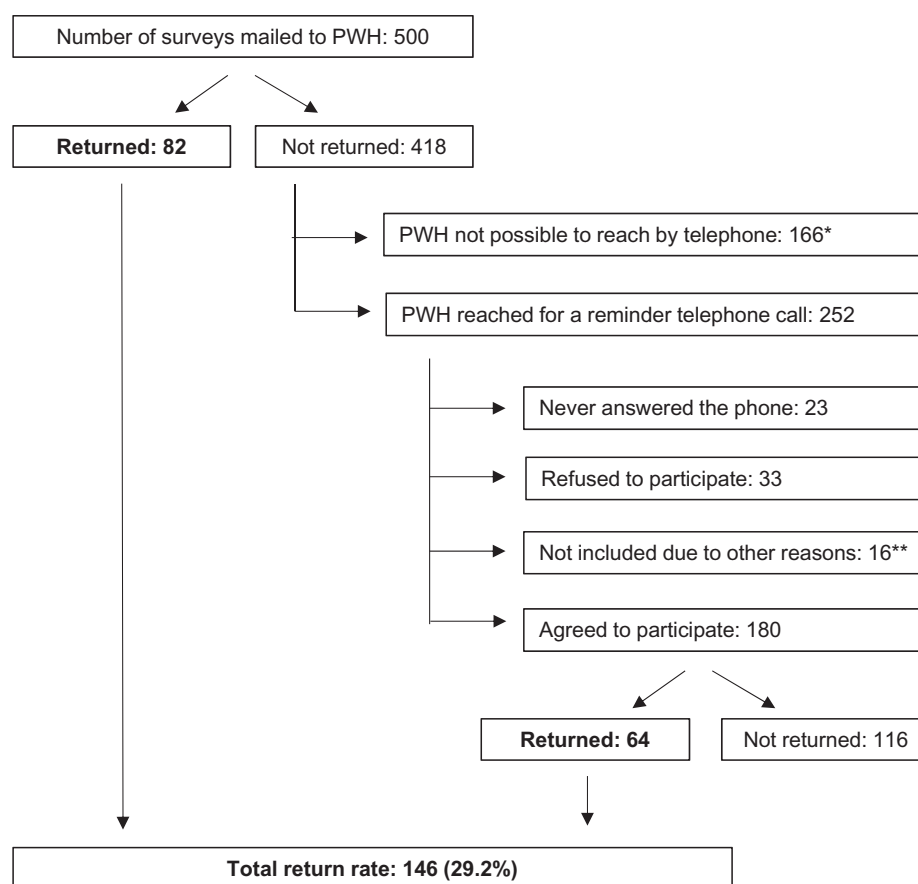 Number of surveys mailed to PWH: 500
Returned: 82
Not returned: 418
PWH not possible to reach by telephone: 166*
PWH reached for a reminder telephone call: 252
Never answered the phone: 23
Refused to participate: 33
Not included due to other reasons: 16**
Agreed to participate: 180
Returned: 64
Not returned: 116
Total return rate: 146 (29.2%)